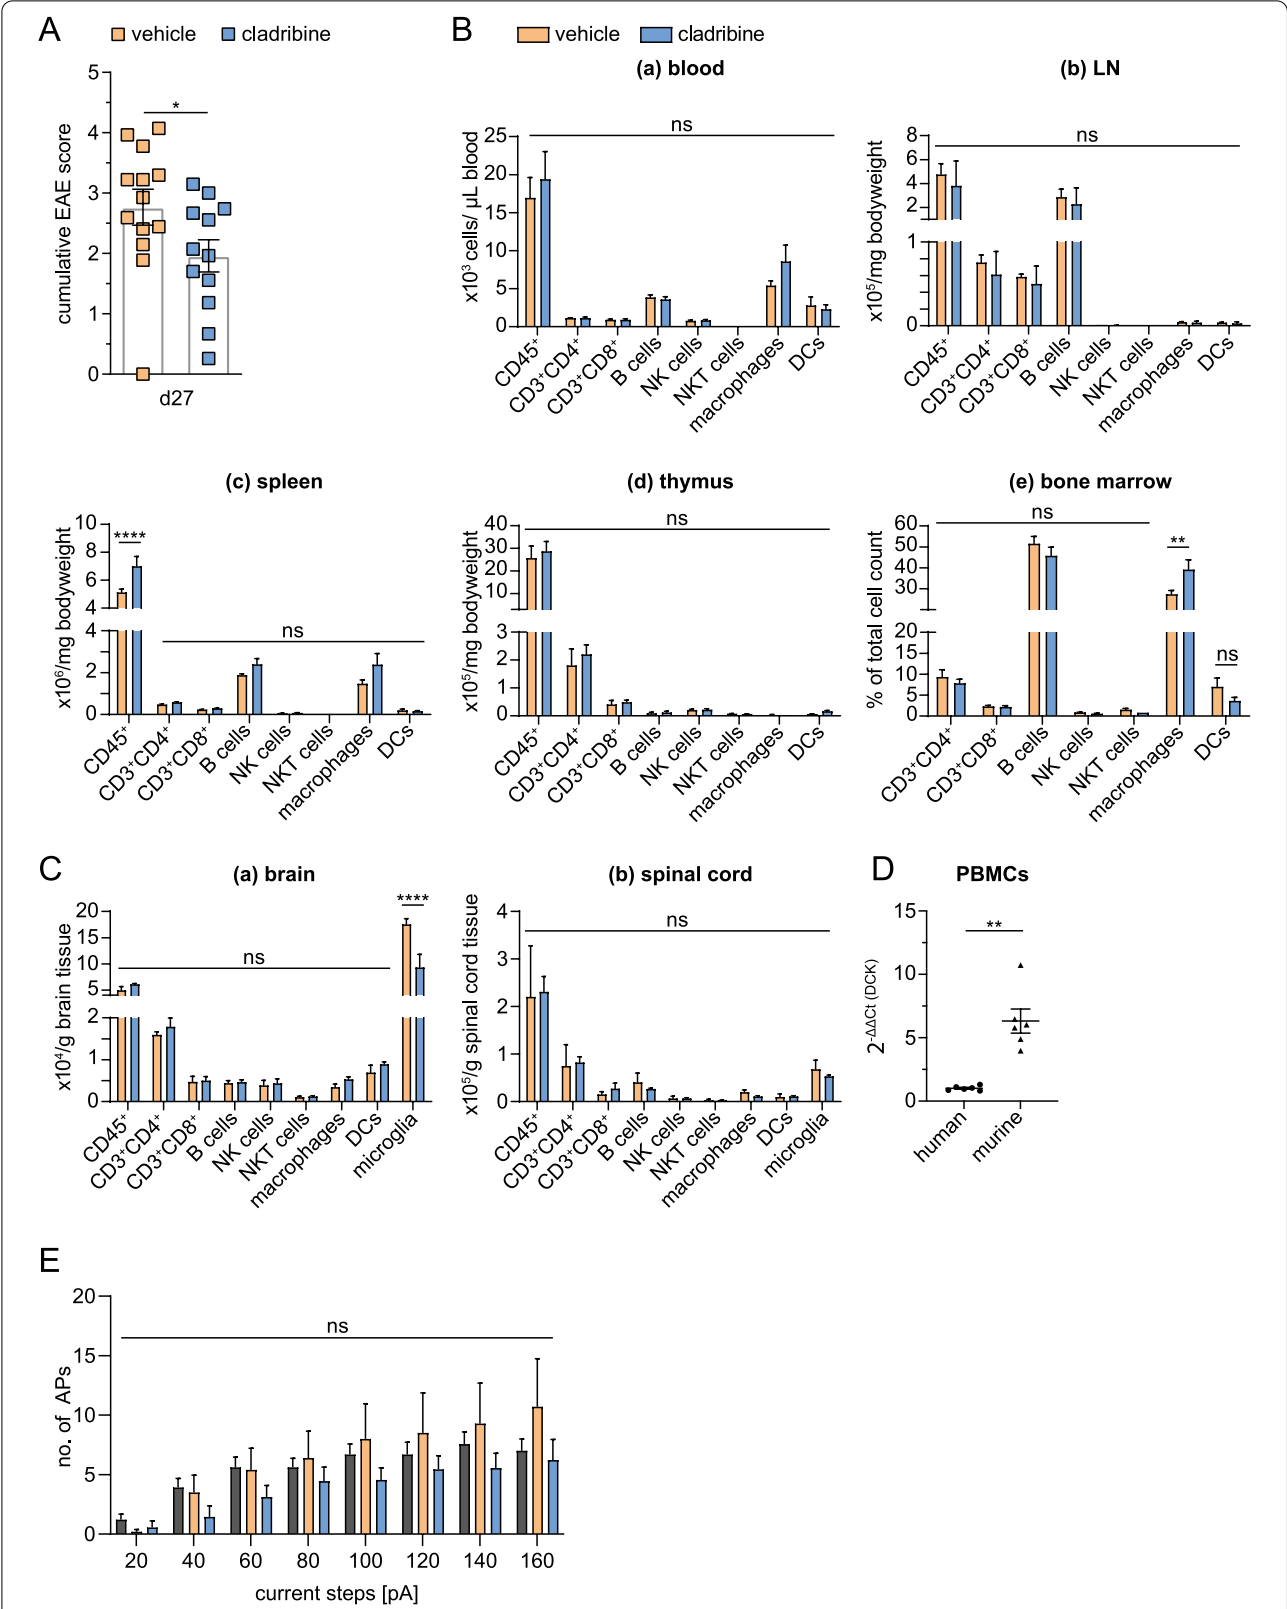 A
vehicle cladribine
cumulative EAE score
5
4
3
2
1
0
*
d27
B
vehicle cladribine
(a) blood
x10³ cells/ µL blood
25
20
15
10
5
0
ns
CD45⁺
CD3⁺CD4⁺
CD3⁺CD8⁺
B cells
NK cells
NKT cells
macrophages
DCs
(b) LN
x10⁵/mg bodyweight
8
6
4
2
1
0
ns
CD45⁺
CD3⁺CD4⁺
CD3⁺CD8⁺
B cells
NK cells
NKT cells
macrophages
DCs
(c) spleen
x10⁶/mg bodyweight
10
8
6
4
4
2
0
****
ns
CD45⁺
CD3⁺CD4⁺
CD3⁺CD8⁺
B cells
NK cells
NKT cells
macrophages
DCs
(d) thymus
x10⁵/mg bodyweight
40
30
20
10
3
2
1
0
ns
CD45⁺
CD3⁺CD4⁺
CD3⁺CD8⁺
B cells
NK cells
NKT cells
macrophages
DCs
(e) bone marrow
% of total cell count
60
50
40
30
20
15
10
5
0
ns
**
ns
CD3⁺CD4⁺
CD3⁺CD8⁺
B cells
NK cells
NKT cells
macrophages
DCs
C
(a) brain
x10⁴/g brain tissue
20
15
10
5
2
1
0
ns
****
CD45⁺
CD3⁺CD4⁺
CD3⁺CD8⁺
B cells
NK cells
NKT cells
macrophages
DCs
microglia
(b) spinal cord
x10⁵/g spinal cord tissue
4
3
2
1
0
ns
CD45⁺
CD3⁺CD4⁺
CD3⁺CD8⁺
B cells
NK cells
NKT cells
macrophages
DCs
microglia
D
PBMCs
2^-ΔΔCt (DCK)
15
10
5
0
**
human
murine
E
no. of APs
20
15
10
5
0
ns
20 40 60 80 100 120 140 160
current steps [pA]